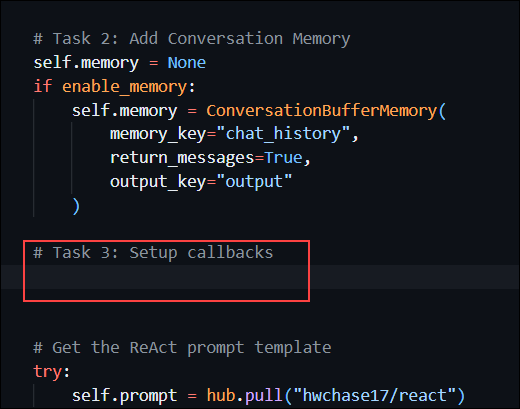 # Task 2: Add Conversation Memory
self.memory = None
if enable_memory:
self.memory = ConversationBufferMemory(
memory_key="chat_history",
return_messages=True,
output_key="output"
)
# Task 3: Setup callbacks
# Get the ReAct prompt template
try:
self.prompt = hub.pull("hwchase17/react")